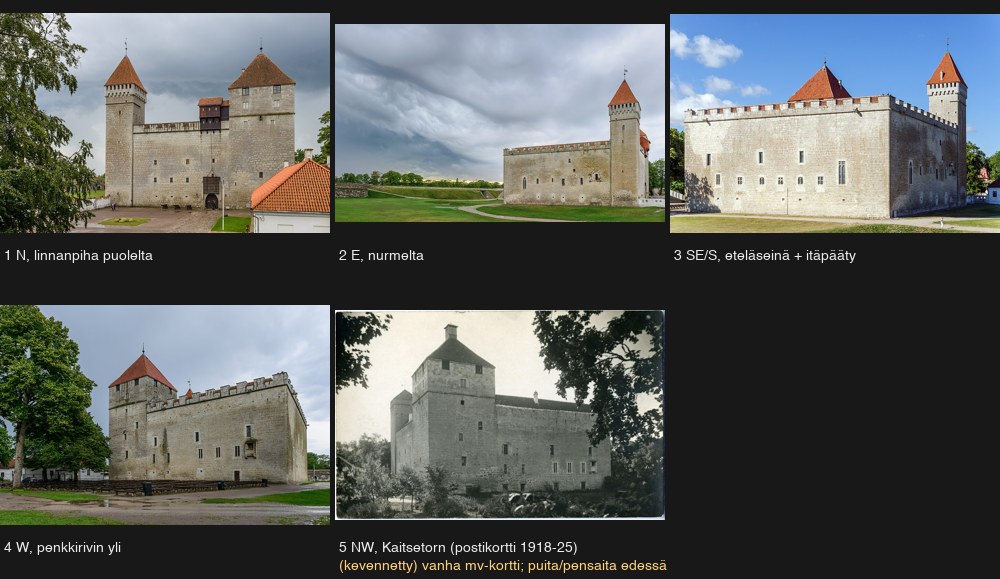 1 N, linnanpiha puolelta
2 E, nurmelta
3 SE/S, eteläseinä + itäpääty
4 W, penkkirivin yli
5 NW, Kaitsetorn (postikortti 1918-25)
(kevennetty) vanha mv-kortti; puita/pensaita edessä